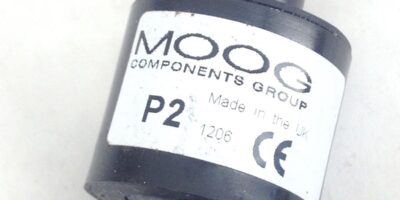 MOOG
COMPONENTS GROUP
P2 Made in the UK
1206 CE